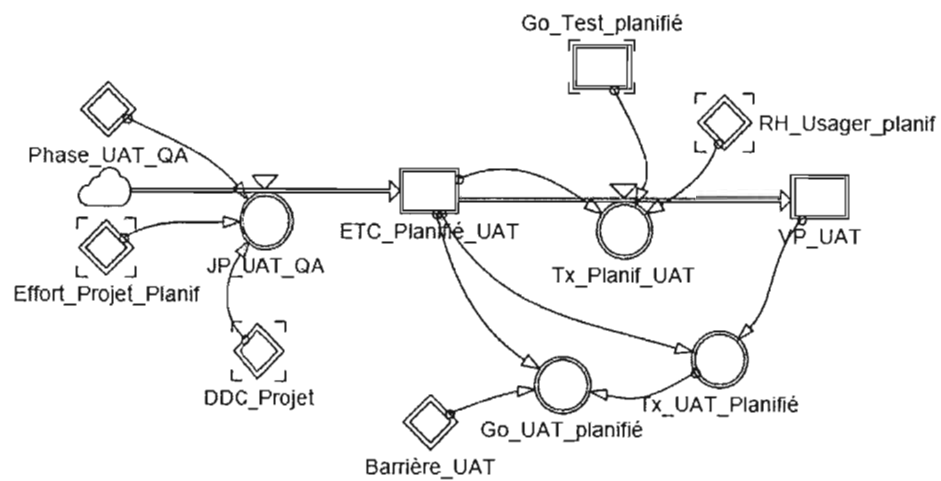 Go_Test_planifié
RH_Usager_planif
Phase_UAT_QA
ETC_Planifié_UAT
VP_UAT
JP_UAT_QA
Tx_Planif_UAT
Effort_Projet_Planif
DDC_Projet
Tx_UAT_Planifié
Go_UAT_planifié
Barrière_UAT